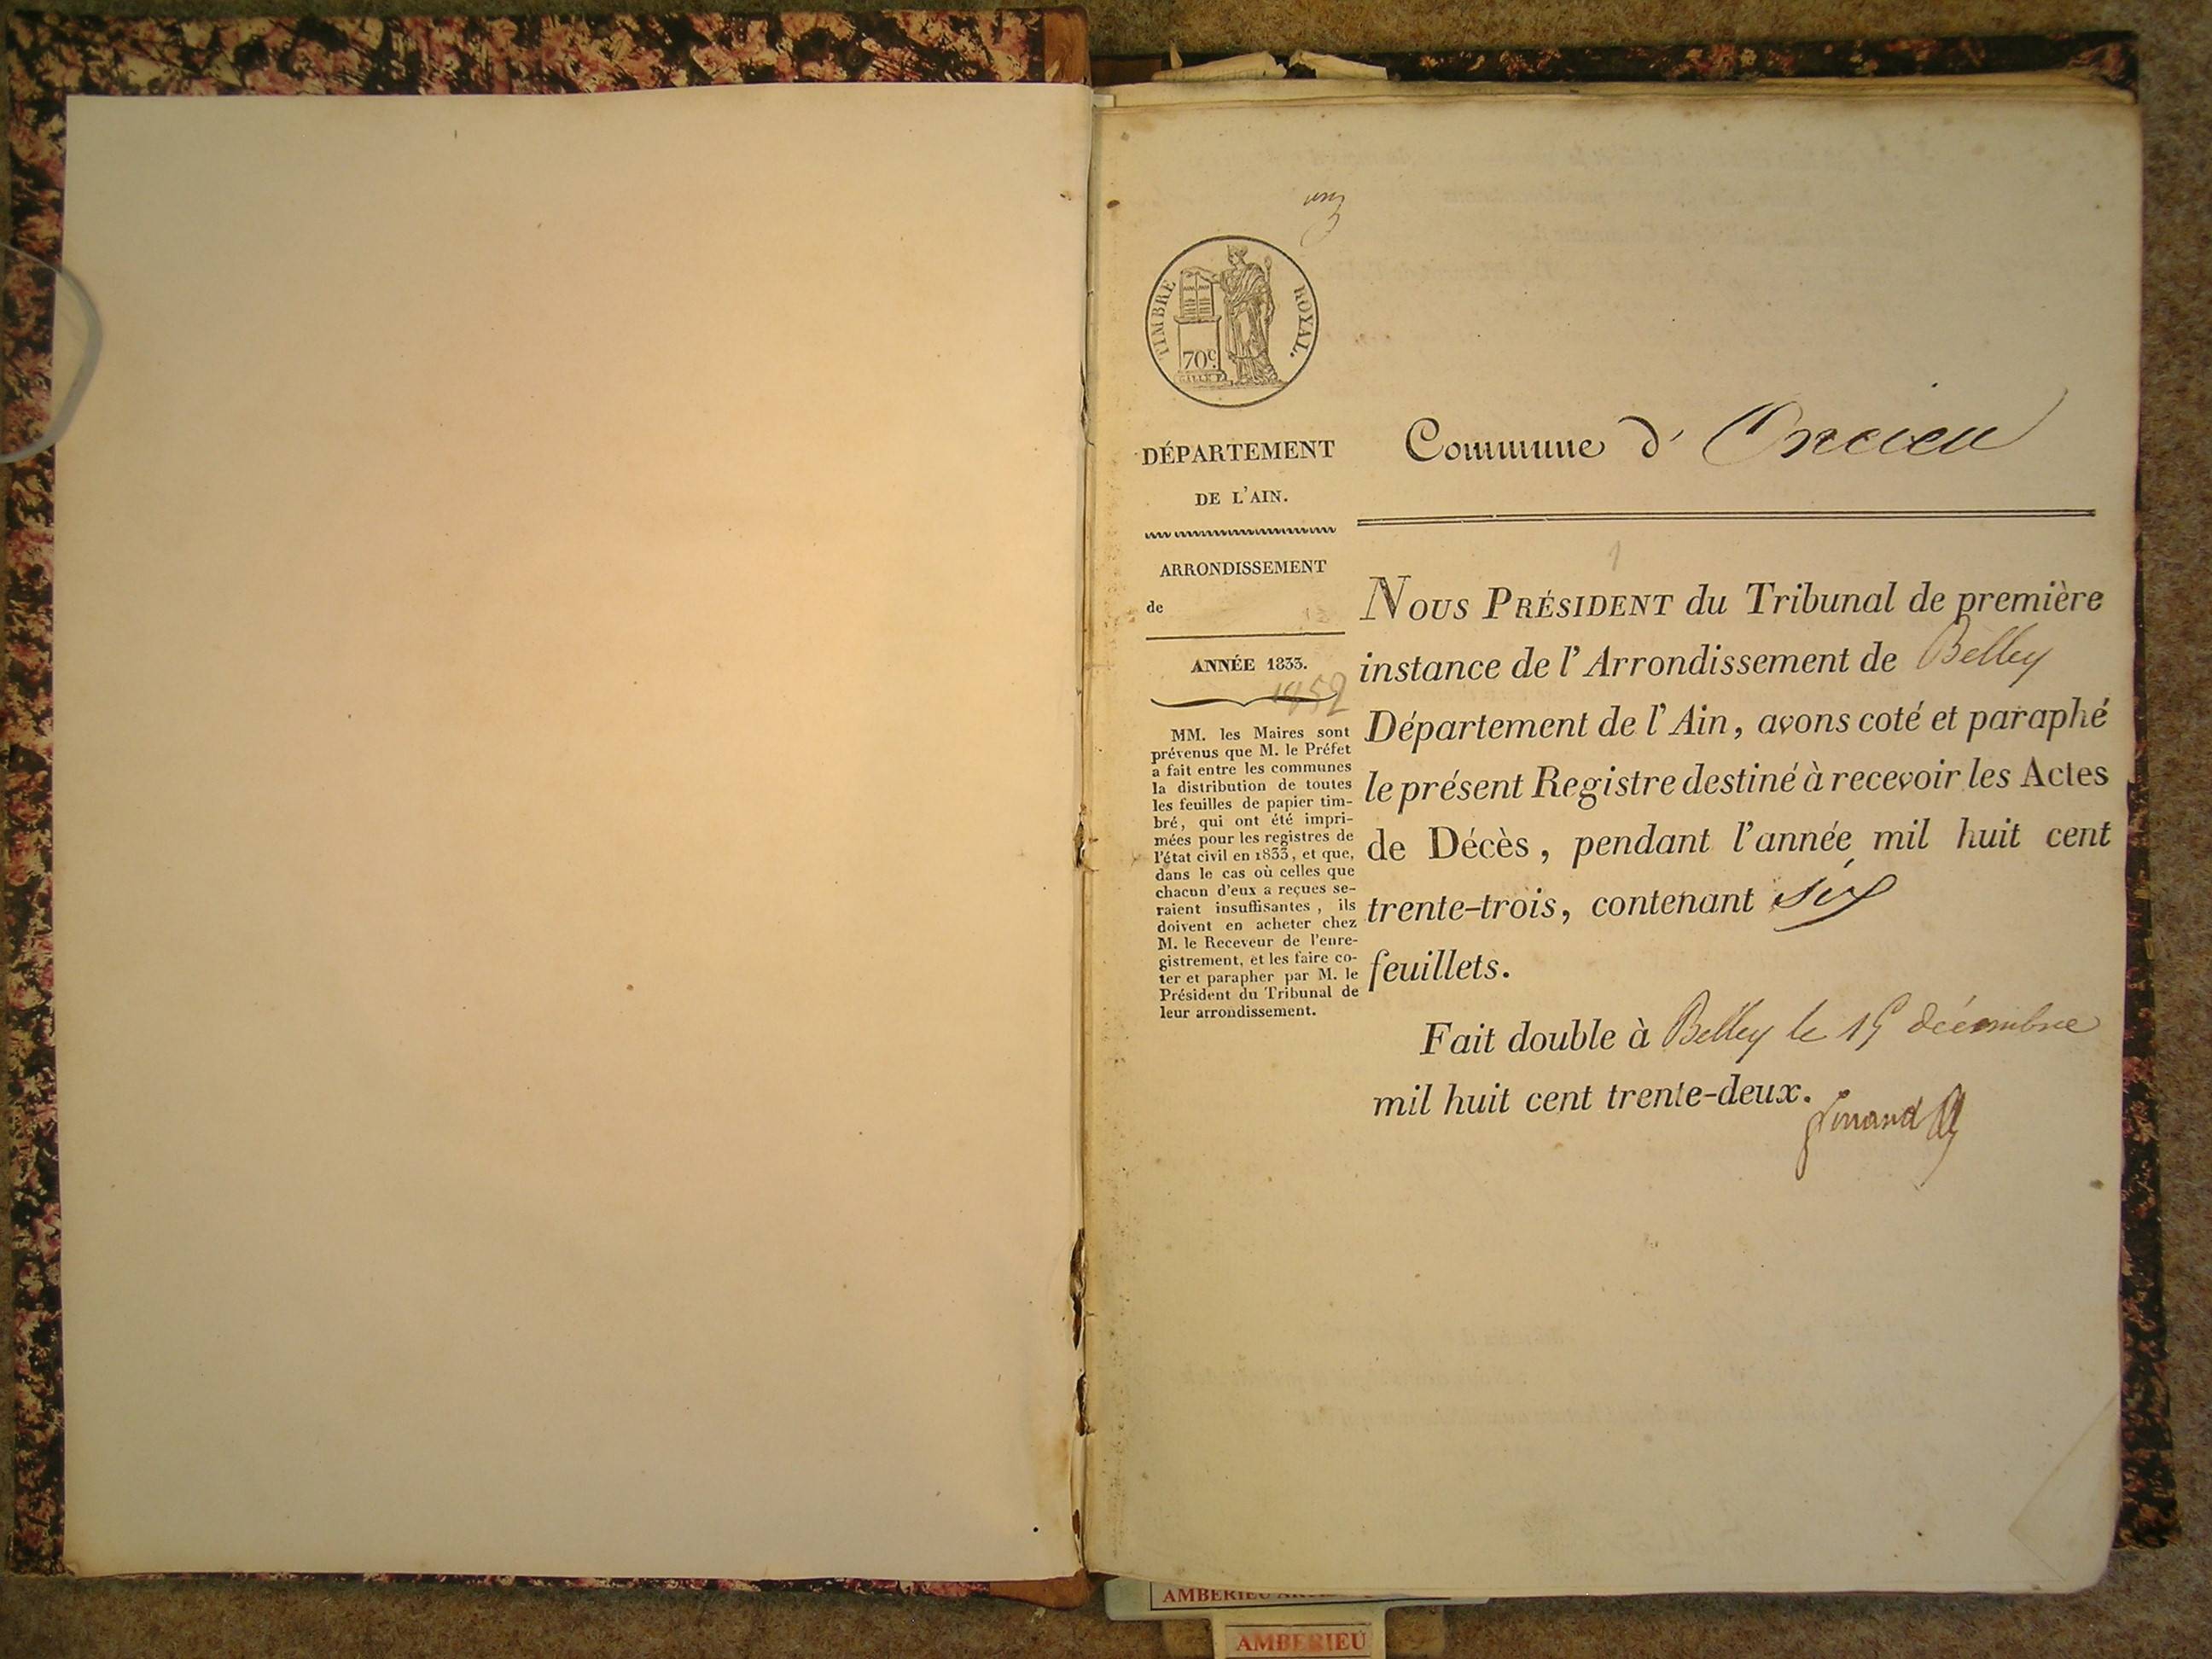 TIMBRE ROYAL.
70c.
DÉPARTEMENT
DE L'AIN.
ARRONDISSEMENT
de
ANNÉE 1833.
MM. les Maires sont
prévenus que M. le Préfet
a fait entre les communes
la distribution de toutes
les feuilles de papier tim-
bré, qui ont été impri-
mées pour les registres de
l'état civil en 1833, et que,
dans le cas où celles que
chacun d'eux a reçues se-
raient insuffisantes, ils
doivent en acheter chez
M. le Receveur de l'enre-
gistrement, et les faire co-
ter et parapher par M. le
Président du Tribunal de
leur arrondissement.
Commune d' Oncieu
1
NOUS PRÉSIDENT du Tribunal de première
instance de l'Arrondissement de Belley
Département de l'Ain, avons coté et paraphé
le présent Registre destiné à recevoir les Actes
de Décès, pendant l'année mil huit cent
trente-trois, contenant six
feuillets.
Fait double à Belley le 15 décembre
mil huit cent trente-deux.
AMBERIEU
AMBERIEU